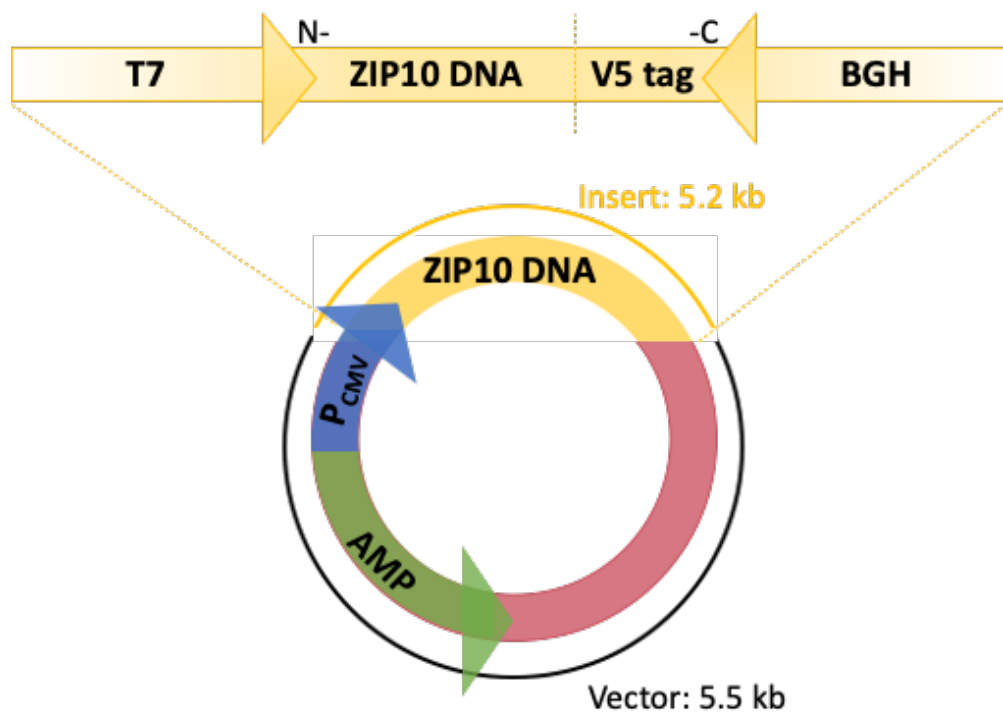 N- -C
T7 ZIP10 DNA V5 tag BGH
Insert: 5.2 kb
ZIP10 DNA
PCMV
AMP
Vector: 5.5 kb